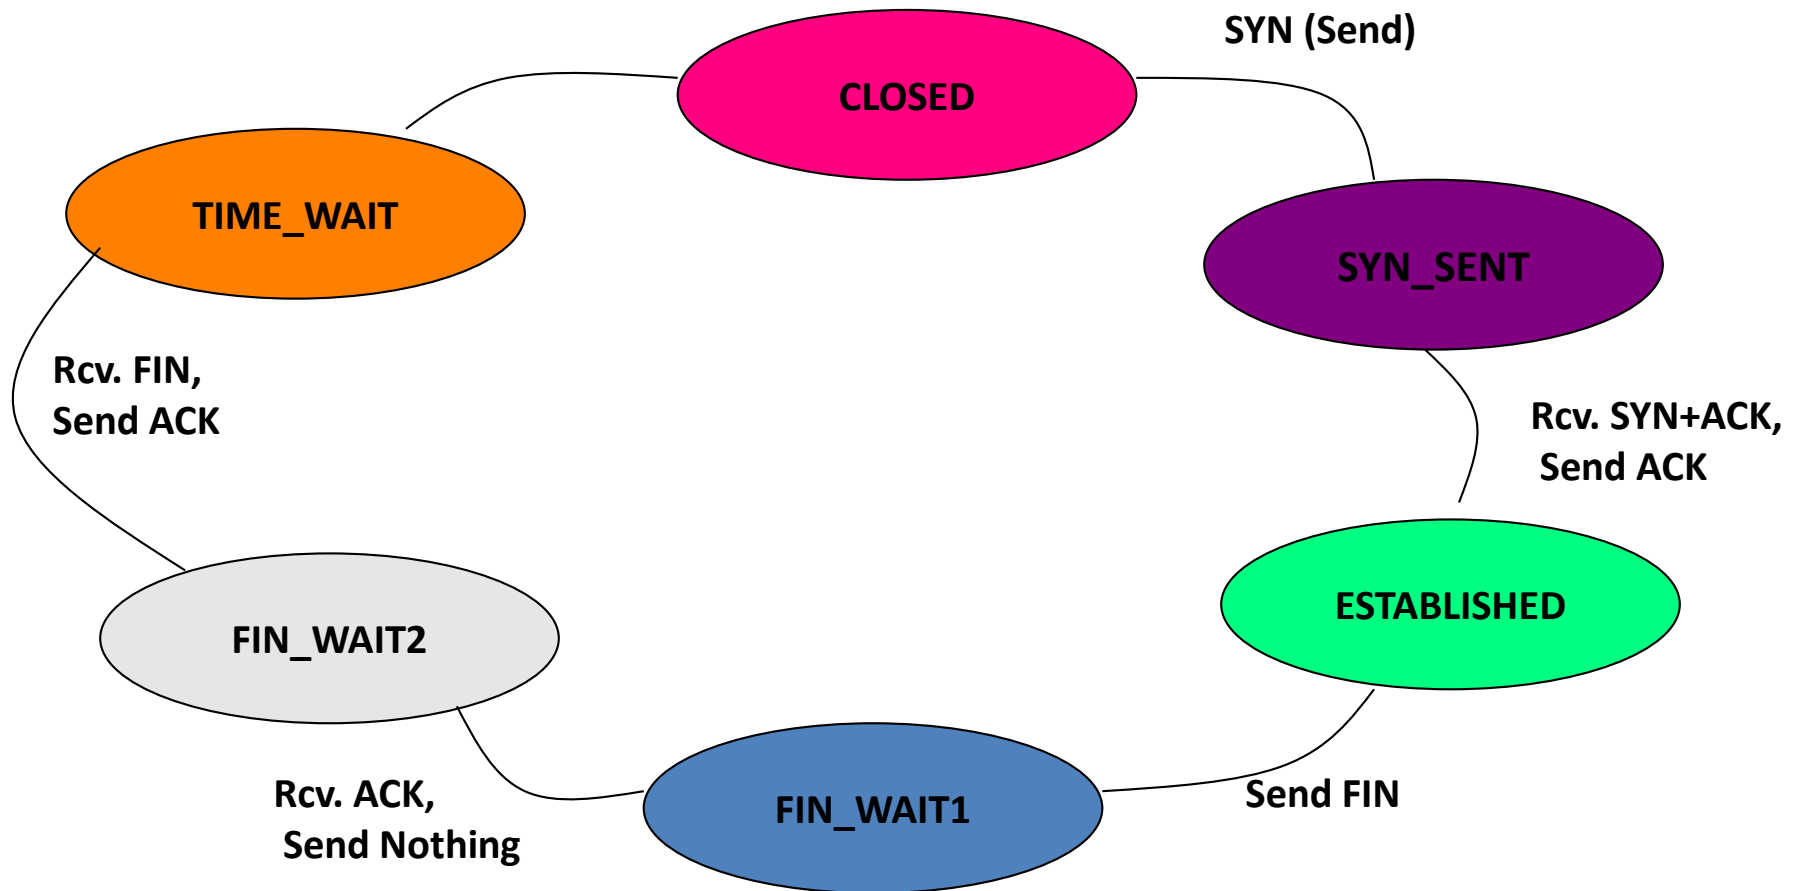 SYN (Send)
CLOSED
TIME_WAIT
SYN_SENT
Rcv. FIN,
Send ACK
Rcv. SYN+ACK,
Send ACK
ESTABLISHED
FIN_WAIT2
Rcv. ACK,
Send Nothing
FIN_WAIT1
Send FIN